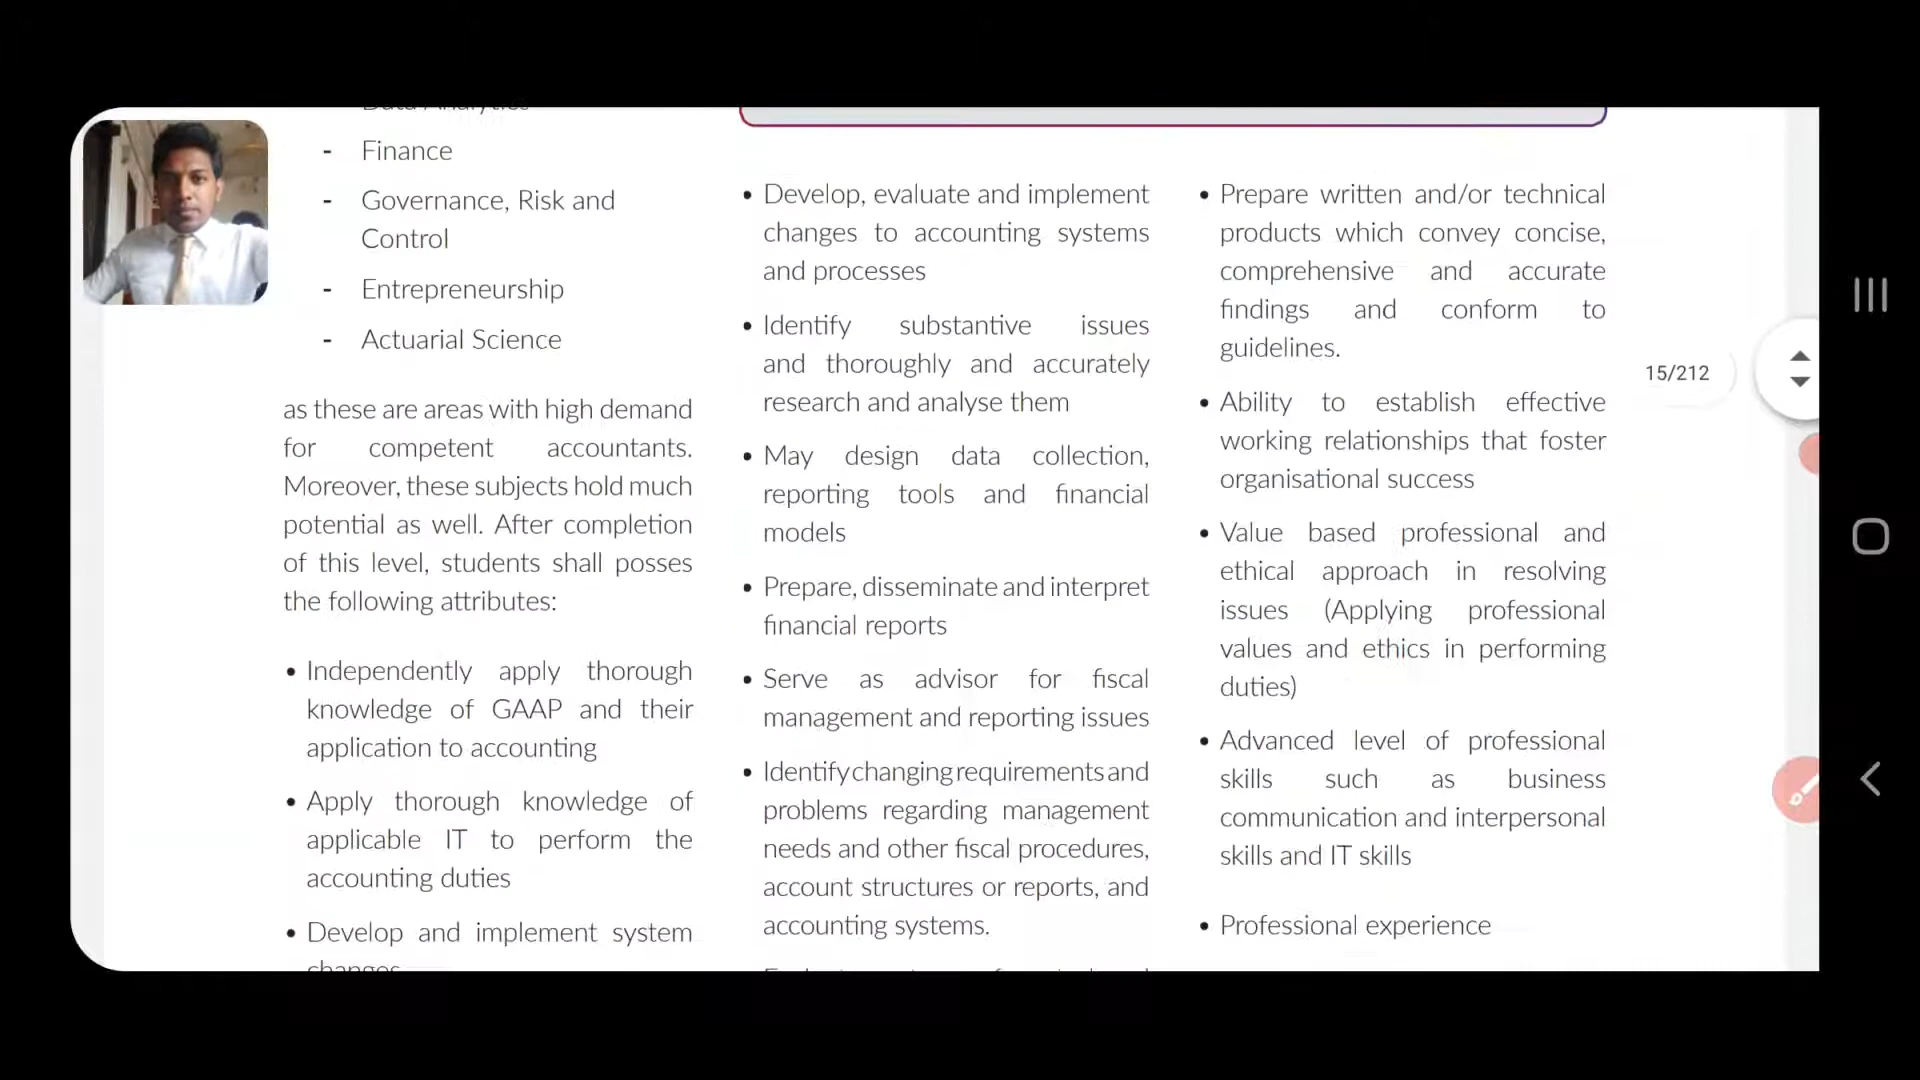 Data Analytics
- Finance
- Governance, Risk and
Control
- Entrepreneurship
- Actuarial Science
as these are areas with high demand
for competent accountants.
Moreover, these subjects hold much
potential as well. After completion
of this level, students shall posses
the following attributes:
• Independently apply thorough
knowledge of GAAP and their
application to accounting
• Apply thorough knowledge of
applicable IT to perform the
accounting duties
• Develop and implement system
changes
• Develop, evaluate and implement
changes to accounting systems
and processes
• Identify substantive issues
and thoroughly and accurately
research and analyse them
• May design data collection,
reporting tools and financial
models
• Prepare, disseminate and interpret
financial reports
• Serve as advisor for fiscal
management and reporting issues
• Identify changing requirements and
problems regarding management
needs and other fiscal procedures,
account structures or reports, and
accounting systems.
• Prepare written and/or technical
products which convey concise,
comprehensive and accurate
findings and conform to
guidelines.
• Ability to establish effective
working relationships that foster
organisational success
• Value based professional and
ethical approach in resolving
issues (Applying professional
values and ethics in performing
duties)
• Advanced level of professional
skills such as business
communication and interpersonal
skills and IT skills
• Professional experience
15/212